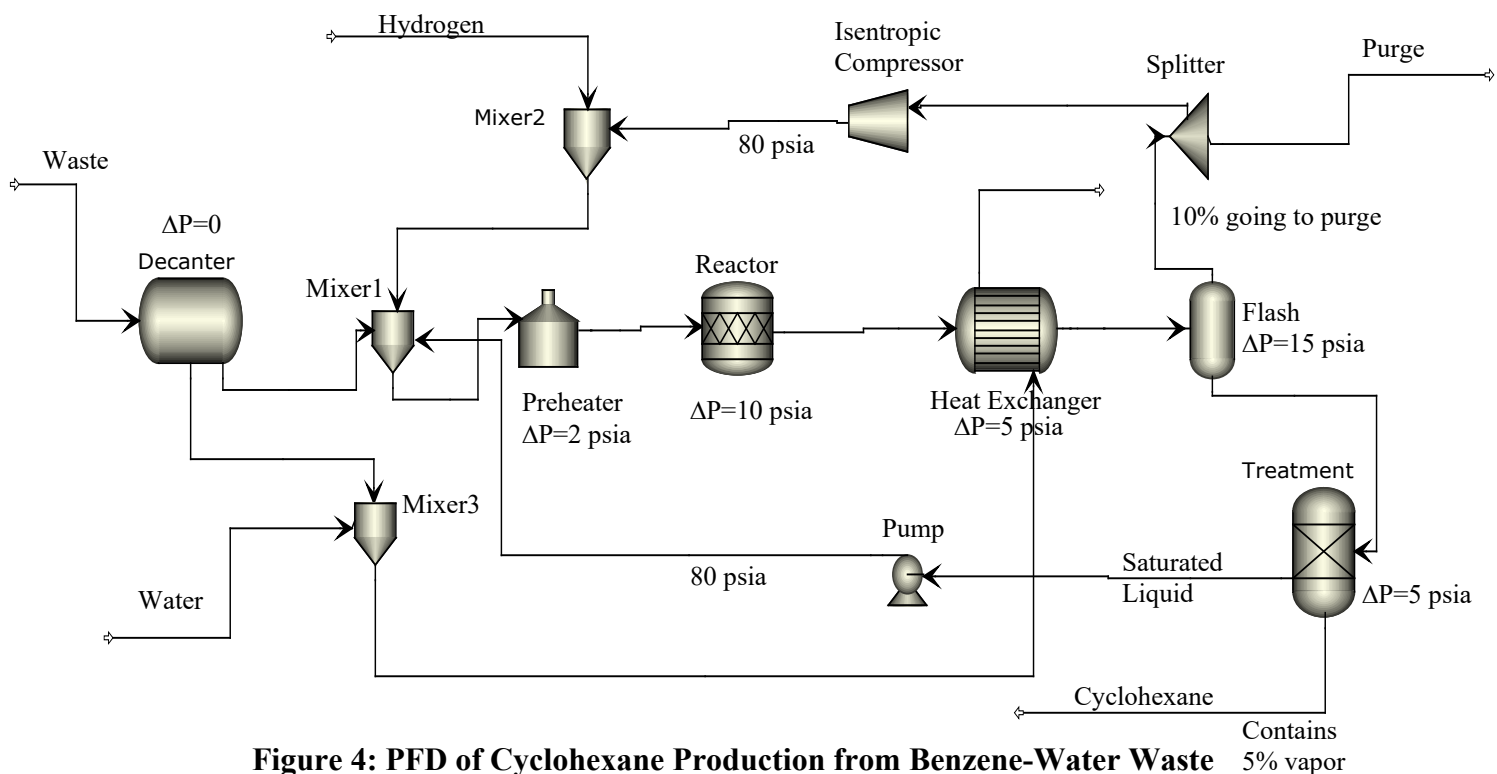 Hydrogen
Isentropic
Compressor
Splitter
Purge
Mixer2
80 psia
Waste
10% going to purge
ΔP=0
Decanter
Mixer1
Reactor
Flash
ΔP=15 psia
Preheater
ΔP=2 psia
ΔP=10 psia
Heat Exchanger
ΔP=5 psia
Treatment
Mixer3
Pump
80 psia
Saturated
Liquid
Water
ΔP=5 psia
Cyclohexane
Contains
5% vapor
Figure 4: PFD of Cyclohexane Production from Benzene-Water Waste